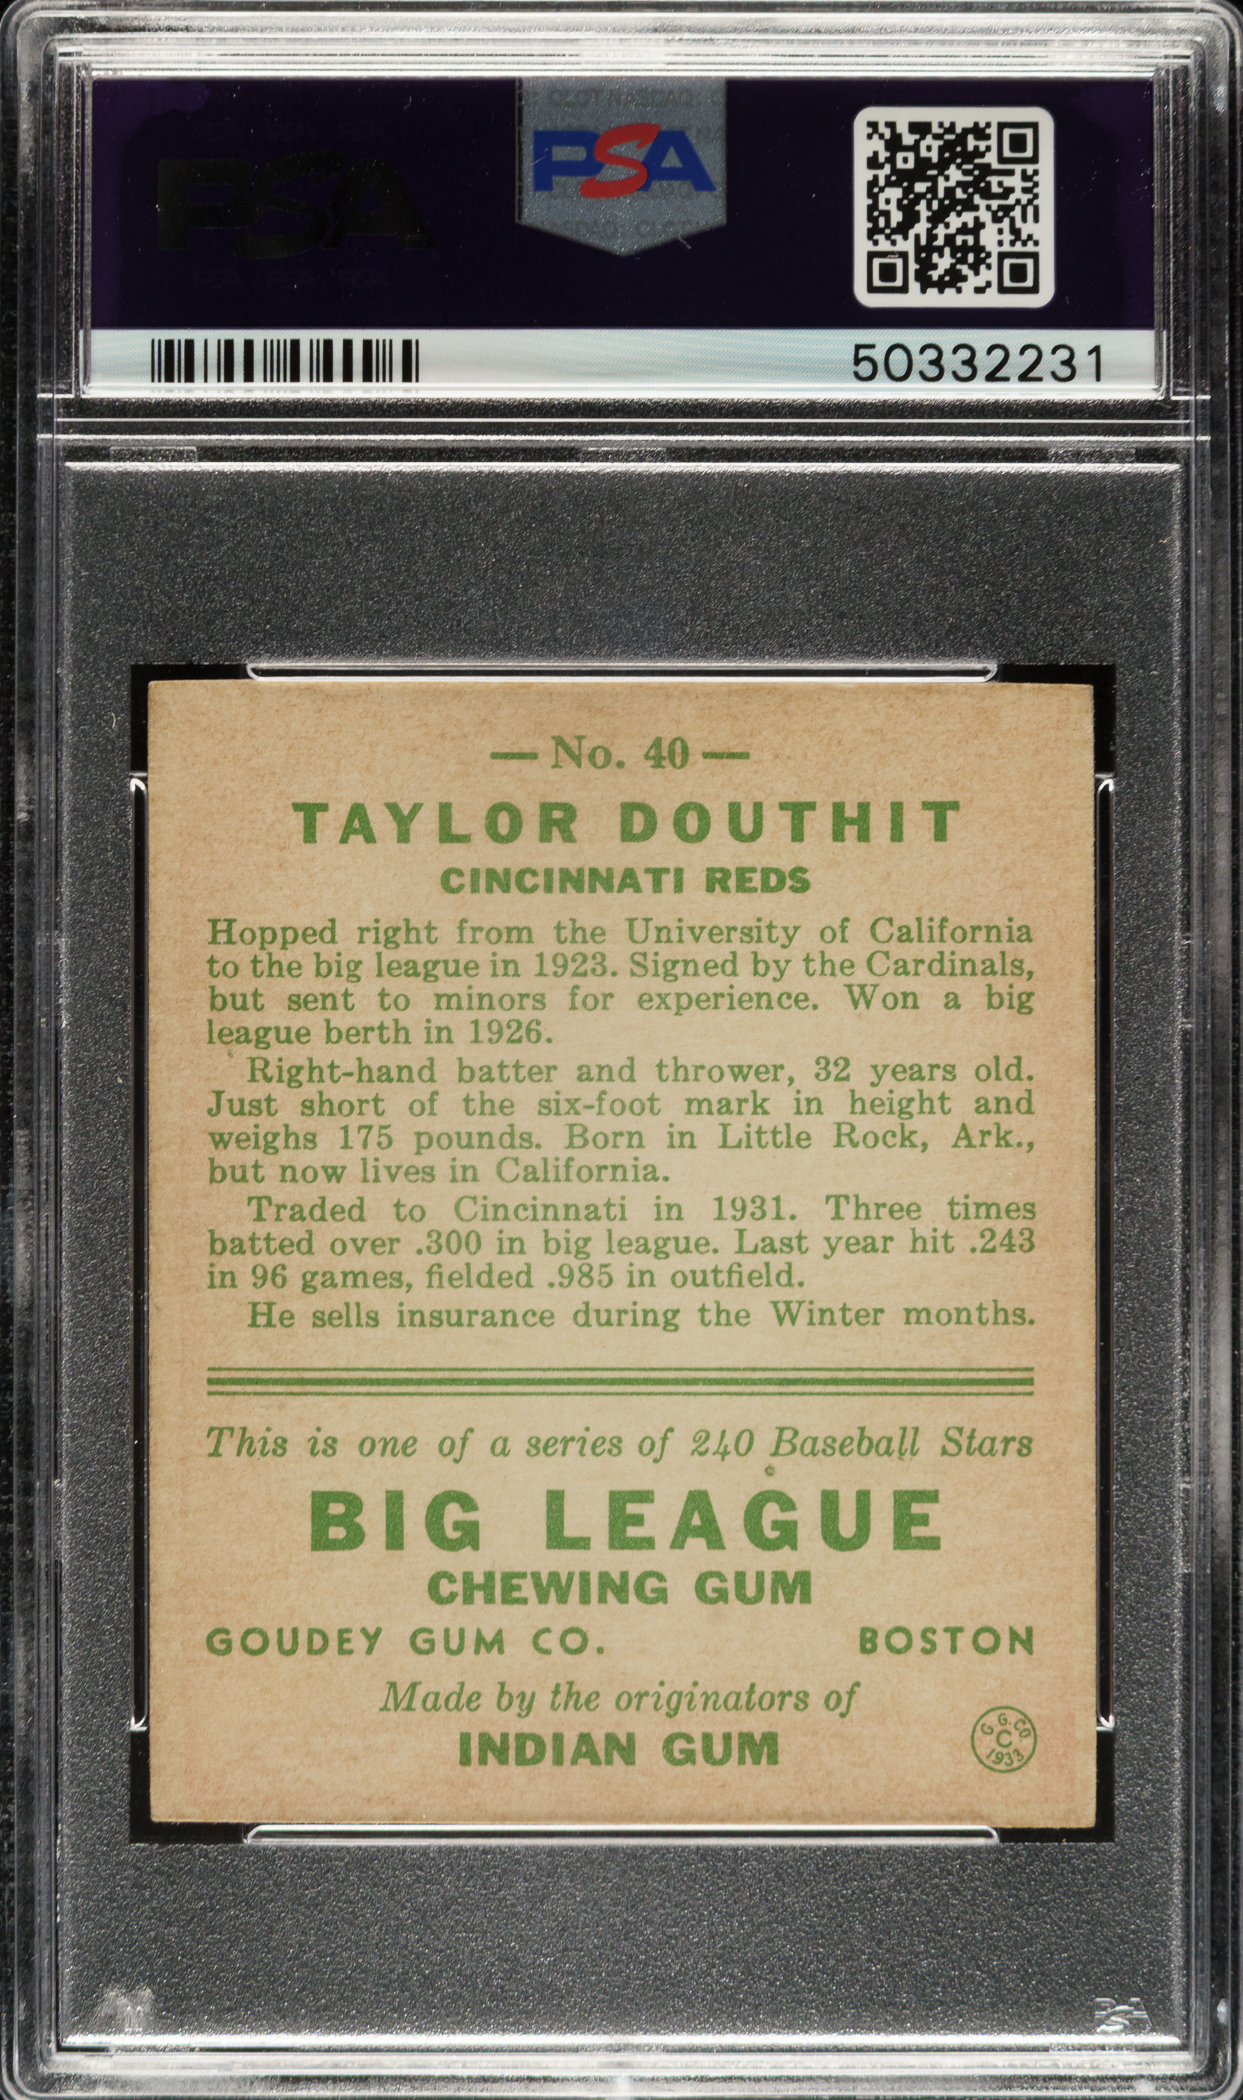 PSA
PSA
50332231
— No. 40 —
TAYLOR DOUTHIT
CINCINNATI REDS
Hopped right from the University of California
to the big league in 1923. Signed by the Cardinals,
but sent to minors for experience. Won a big
league berth in 1926.
Right-hand batter and thrower, 32 years old.
Just short of the six-foot mark in height and
weighs 175 pounds. Born in Little Rock, Ark.,
but now lives in California.
Traded to Cincinnati in 1931. Three times
batted over .300 in big league. Last year hit .243
in 96 games, fielded .985 in outfield.
He sells insurance during the Winter months.
This is one of a series of 240 Baseball Stars
BIG LEAGUE
CHEWING GUM
GOUDEY GUM CO. BOSTON
Made by the originators of
INDIAN GUM
G. G. CO
C
1933
PSA